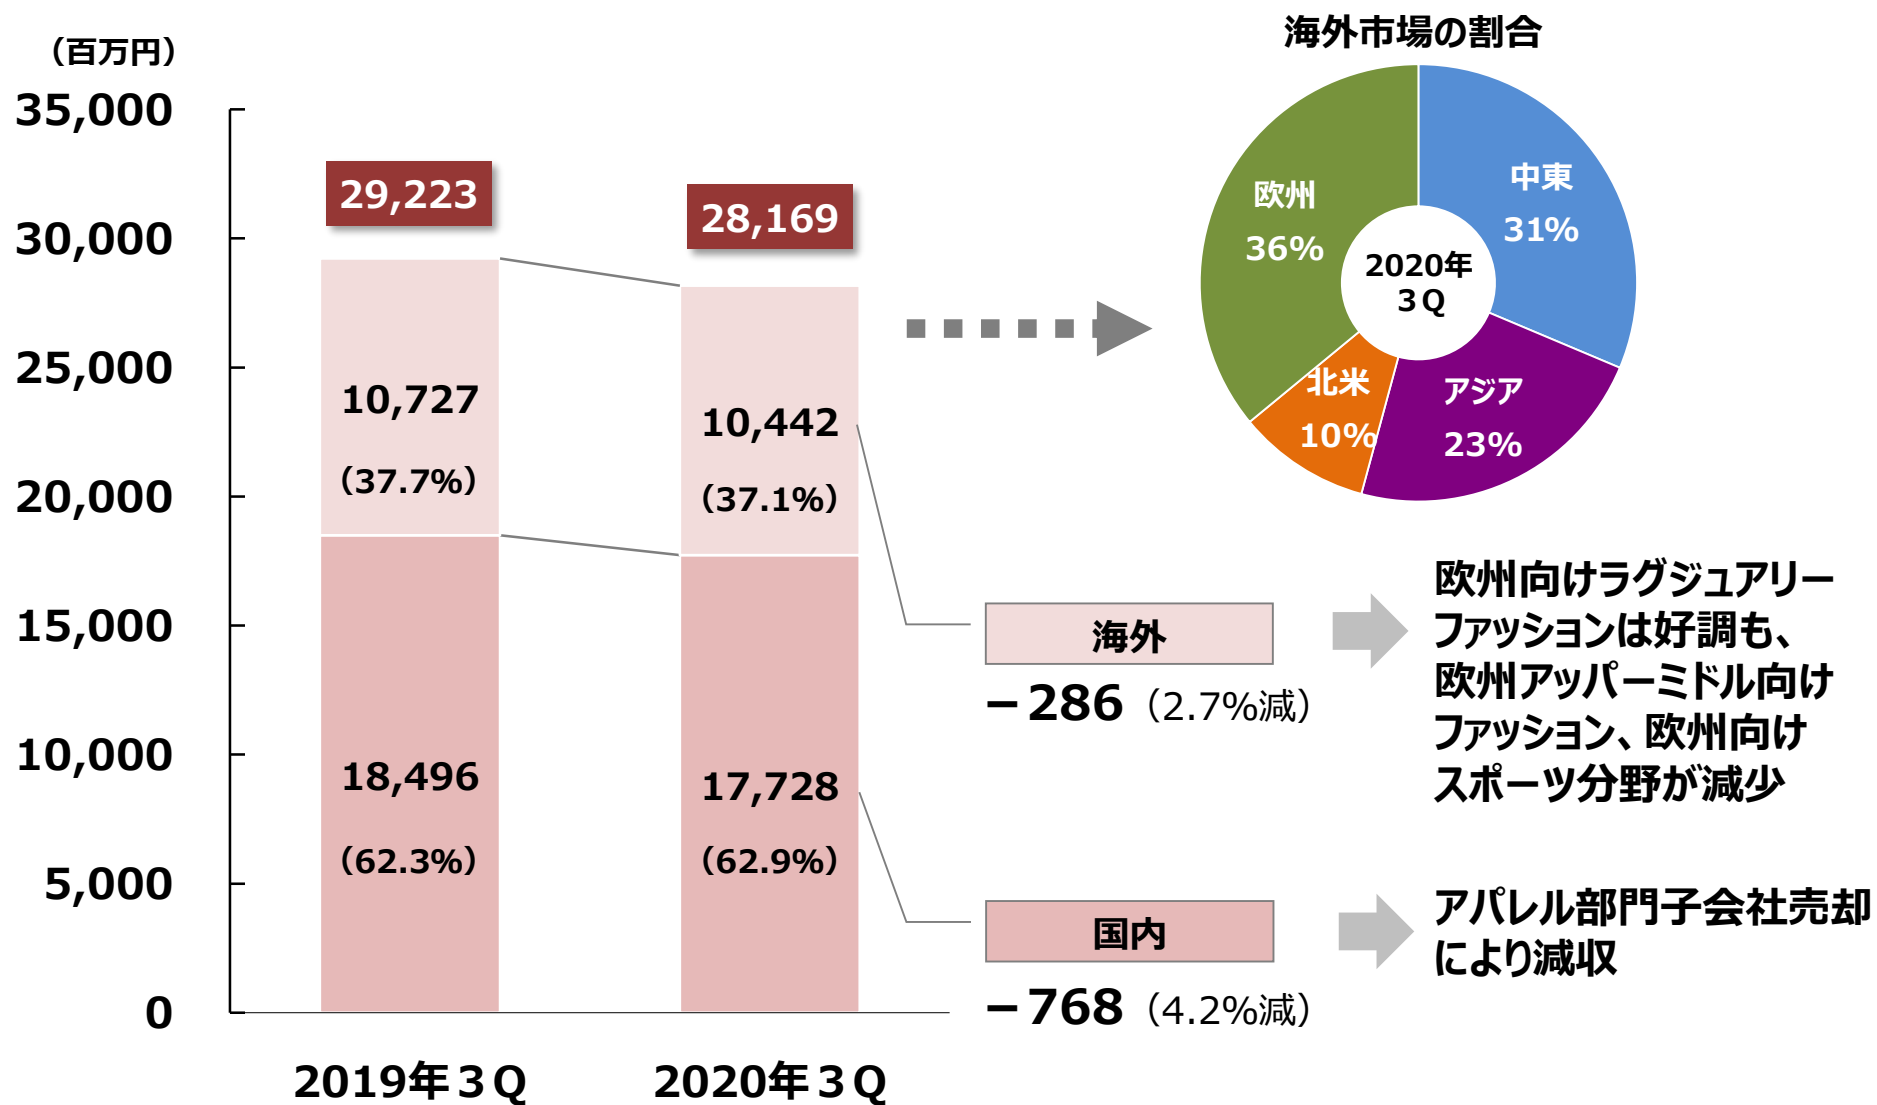 （百万円）
35,000
30,000
25,000
20,000
15,000
10,000
5,000
0
29,223
10,727
（37.7%）
18,496
（62.3%）
2019年３Q
28,169
10,442
（37.1%）
17,728
（62.9%）
2020年３Q
海外市場の割合
中東
31%
アジア
23%
北米
10%
欧州
36%
2020年
３Q
海外
－286（2.7%減）
欧州向けラグジュアリー
ファッションは好調も、
欧州アッパーミドル向け
ファッション、欧州向け
スポーツ分野が減少
国内
－768（4.2%減）
アパレル部門子会社売却
により減収